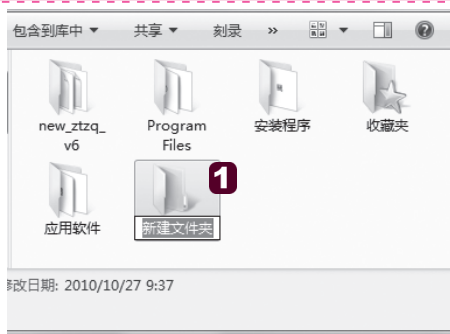 包含到库中 共享 刻录 »
new_ztzq_
v6
Program
Files
安装程序
收藏夹
1
应用软件
新建文件夹
修改日期: 2010/10/27 9:37